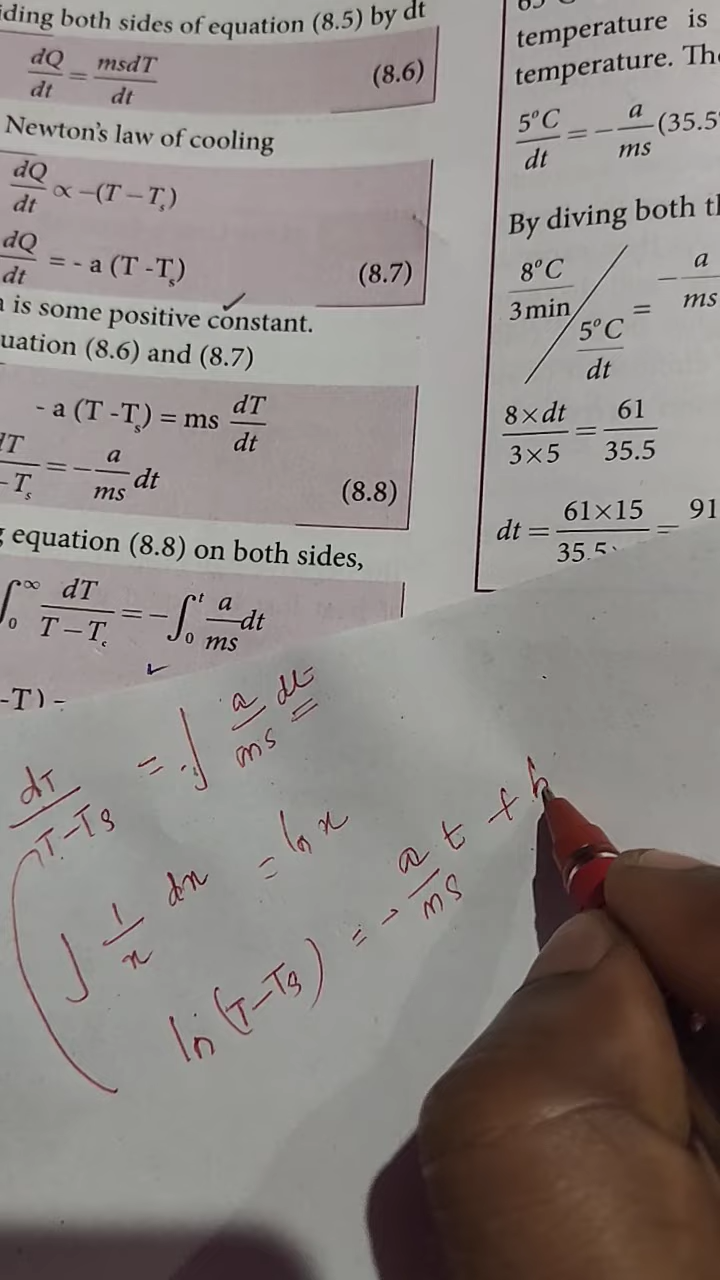 ding both sides of equation (8.5) by dt
dQ/dt = msdT/dt (8.6)
Newton's law of cooling
dQ/dt ∝ −(T − Ts)
dQ/dt = - a (T -Ts) (8.7)
is some positive constant.
uation (8.6) and (8.7)
- a (T -Ts) = ms dT/dt
dT/-Ts = − a/ms dt (8.8)
equation (8.8) on both sides,
∫₀^∞ dT/T − Ts = −∫₀^t a/ms dt
-T) -
temperature is
temperature. The
5°C/dt = − a/ms (35.5
By diving both th
8°C/3min / 5°C/dt = − a/ms
8×dt/3×5 = 61/35.5
dt = 61×15/35.5 = 91
dT/T-Ts = -∫ a/ms dt
∫ 1/x dx = ln x
ln (T-Ts) = - a/ms t + b